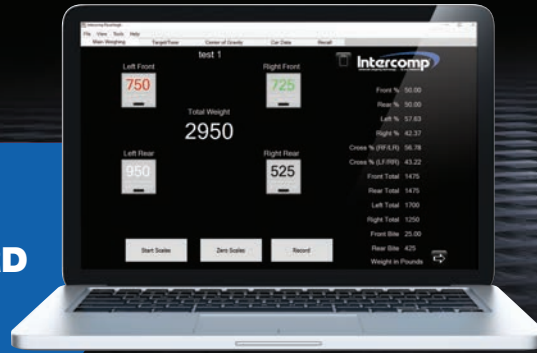 Intercomp RaceWeigh
File View Tools Help
Main Weighing Target/Tear Center of Gravity Car Data Recall
test 1
Left Front
Right Front
Intercomp
750
725
Total Weight
2950
Left Rear
Right Rear
950
525
Front % 50.00
Rear % 50.00
Left % 57.63
Right % 42.37
Cross % (RF/LR) 56.78
Cross % (LF/RR) 43.22
Front Total 1475
Rear Total 1475
Left Total 1700
Right Total 1250
Front Bite 25.00
Rear Bite 425
Weight in Pounds
Start Scales Zero Scales Record
AD